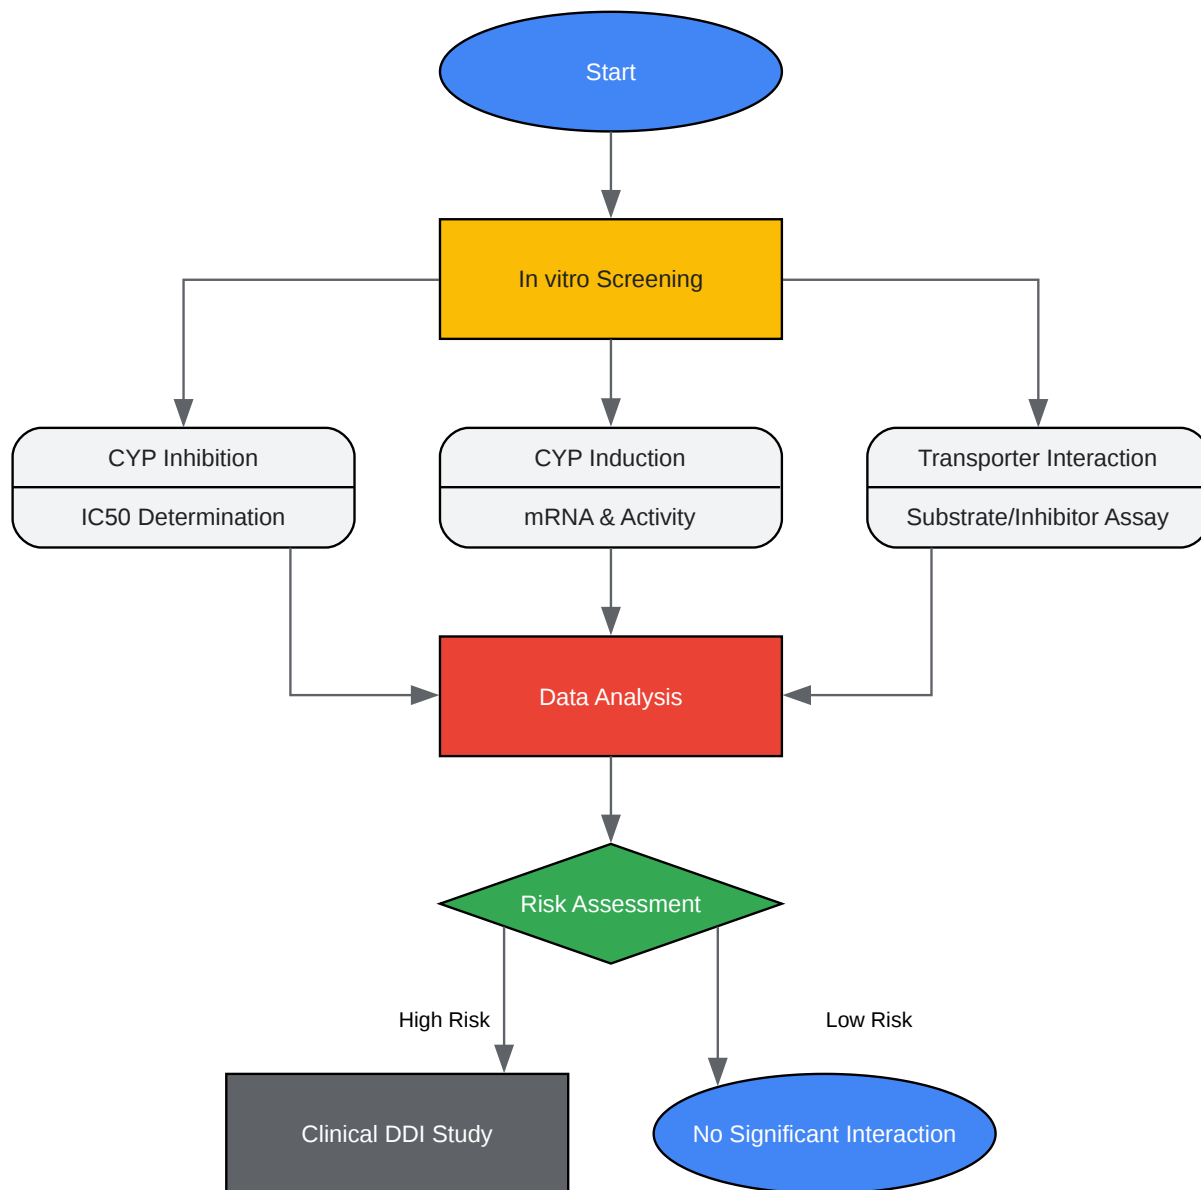 Start
In vitro Screening
CYP Inhibition
IC50 Determination
CYP Induction
mRNA & Activity
Transporter Interaction
Substrate/Inhibitor Assay
Data Analysis
Risk Assessment
High Risk
Low Risk
Clinical DDI Study
No Significant Interaction